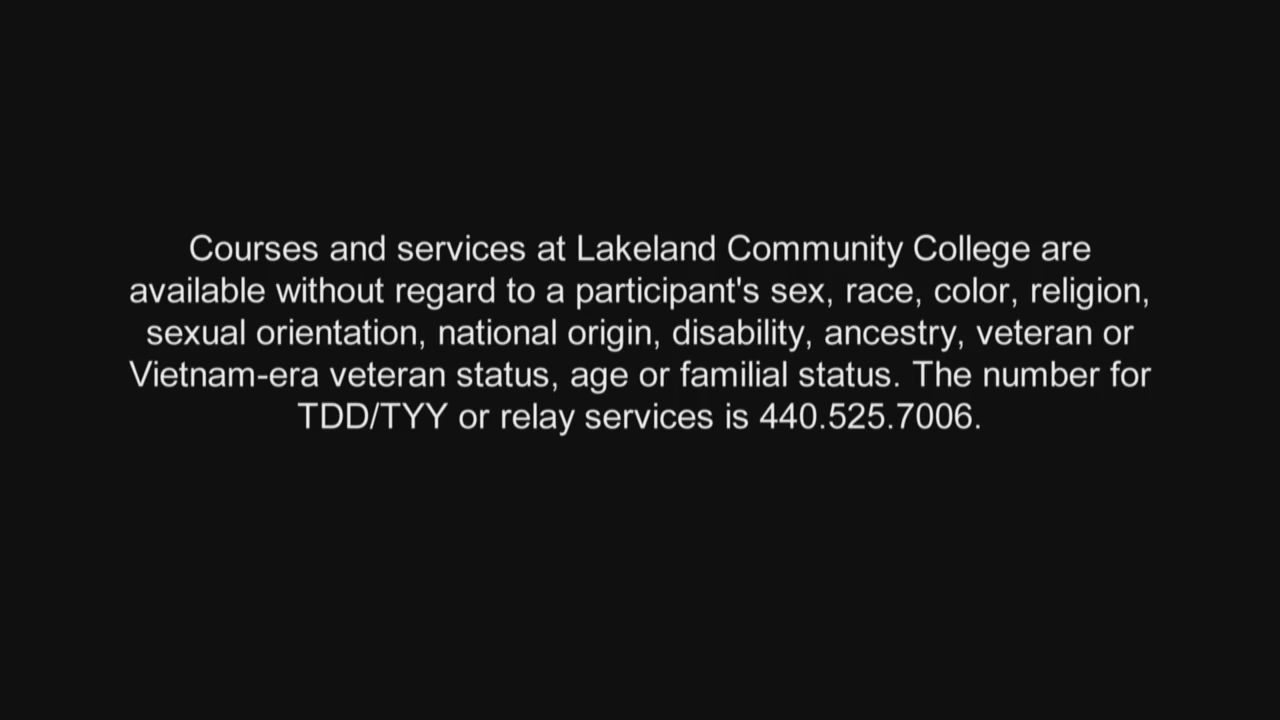 Courses and services at Lakeland Community College are
available without regard to a participant's sex, race, color, religion,
sexual orientation, national origin, disability, ancestry, veteran or
Vietnam-era veteran status, age or familial status. The number for
TDD/TYY or relay services is 440.525.7006.